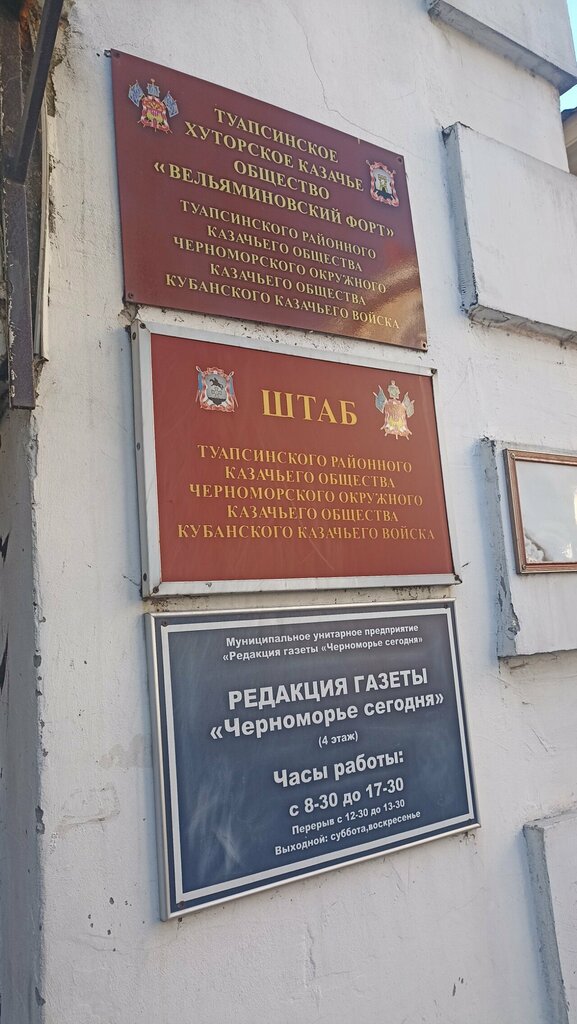 ТУАПСИНСКОЕ
ХУТОРСКОЕ КАЗАЧЬЕ
ОБЩЕСТВО
«ВЕЛЬЯМИНОВСКИЙ ФОРТ»
ТУАПСИНСКОГО РАЙОННОГО
КАЗАЧЬЕГО ОБЩЕСТВА
ЧЕРНОМОРСКОГО ОКРУЖНОГО
КАЗАЧЬЕГО ОБЩЕСТВА
КУБАНСКОГО КАЗАЧЬЕГО ВОЙСКА
ШТАБ
ТУАПСИНСКОГО РАЙОННОГО
КАЗАЧЬЕГО ОБЩЕСТВА
ЧЕРНОМОРСКОГО ОКРУЖНОГО
КАЗАЧЬЕГО ОБЩЕСТВА
КУБАНСКОГО КАЗАЧЬЕГО ВОЙСКА
Муниципальное унитарное предприятие
«Редакция газеты «Черноморье сегодня»
РЕДАКЦИЯ ГАЗЕТЫ
«Черноморье сегодня»
(4 этаж)
Часы работы:
с 8-30 до 17-30
Перерыв с 12-30 до 13-30
Выходной: суббота,воскресенье